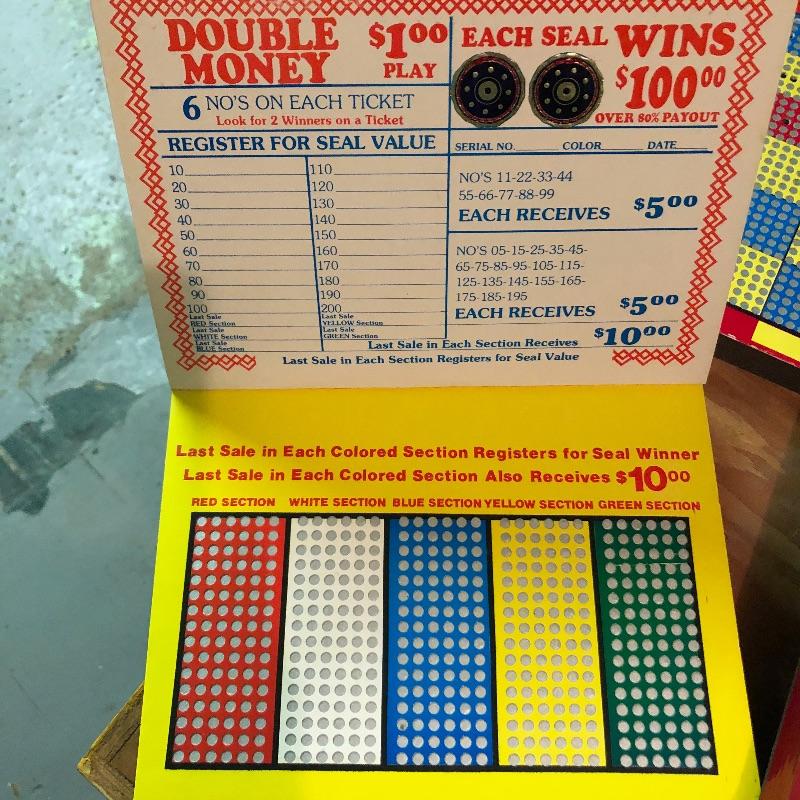 DOUBLE MONEY
$1.00 PLAY
EACH SEAL WINS
$100.00
OVER 80% PAYOUT
6 NO'S ON EACH TICKET
Look for 2 Winners on a Ticket
REGISTER FOR SEAL VALUE
SERIAL NO. COLOR DATE
10 110
20 120
30 130
40 140
50 150
60 160
70 170
80 180
90 190
100 200
Last Sale RED Section
Last Sale WHITE Section
Last Sale BLUE Section
Last Sale YELLOW Section
Last Sale GREEN Section
NO'S 11-22-33-44
55-66-77-88-99
EACH RECEIVES $5.00
NO'S 05-15-25-35-45-
65-75-85-95-105-115-
125-135-145-155-165-
175-185-195
EACH RECEIVES $5.00
Last Sale in Each Section Receives $10.00
Last Sale in Each Section Registers for Seal Value
Last Sale in Each Colored Section Registers for Seal Winner
Last Sale in Each Colored Section Also Receives $10.00
RED SECTION WHITE SECTION BLUE SECTION YELLOW SECTION GREEN SECTION